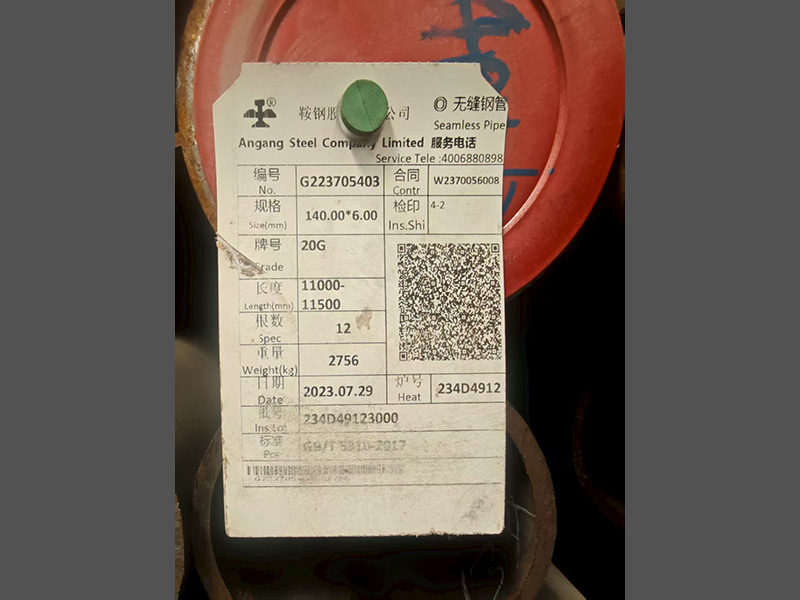 ®
鞍钢股 公司
無缝钢管
Seamless Pipe
Angang Steel Company Limited 服务电话
Service Tele :4006880898
编号 No. G223705403 合同 Contr W2370056008
规格 Size(mm) 140.00*6.00 检印 Ins.Shi 4-2
牌号 Grade 20G
长度 Length(mm) 11000-11500
根数 Spec 12
重量 Weight(kg) 2756
日期 Date 2023.07.29 炉号 Heat 234D4912
批号 Ins Lot 234D49123000
标准 Pcs GB/T 5310-2017